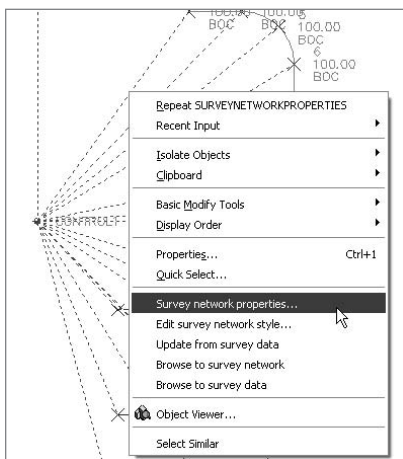 100.00
BOC
100.00
BOC
5
100.00
BOC
6
100.00
BOC
CONTROL1
Repeat SURVEYNETWORKPROPERTIES
Recent Input
Isolate Objects
Clipboard
Basic Modify Tools
Display Order
Properties... Ctrl+1
Quick Select...
Survey network properties...
Edit survey network style...
Update from survey data
Browse to survey network
Browse to survey data
Object Viewer...
Select Similar